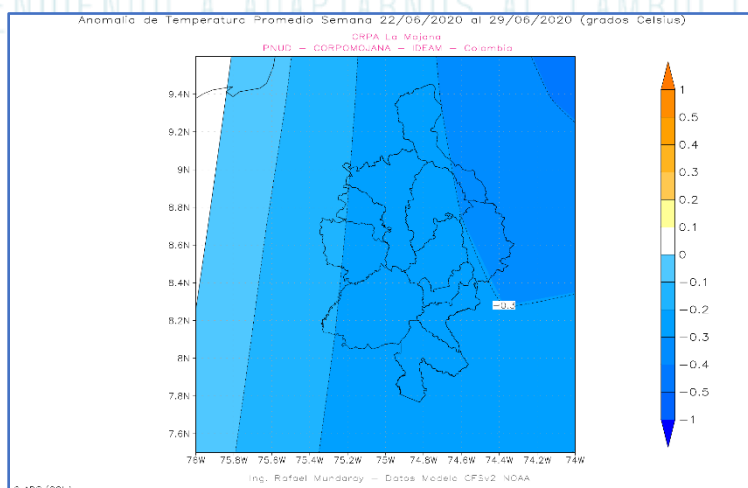 Anomalia de Temperatura Promedio Semana 22/06/2020 al 29/06/2020 (grados Celsius)
CRPA La Mojana
PNUD – CORPOMOJANA – IDEAM – Colombia
9.4N
9.2N
9N
8.8N
8.6N
8.4N
8.2N
8N
7.8N
7.6N
−0.3
76W 75.8W 75.6W 75.4W 75.2W 75W 74.8W 74.6W 74.4W 74.2W 74W
1
0.5
0.4
0.3
0.2
0.1
0
−0.1
−0.2
−0.3
−0.4
−0.5
−1
Ing. Rafael Mundaray – Datos Modelo CFSv2 NOAA